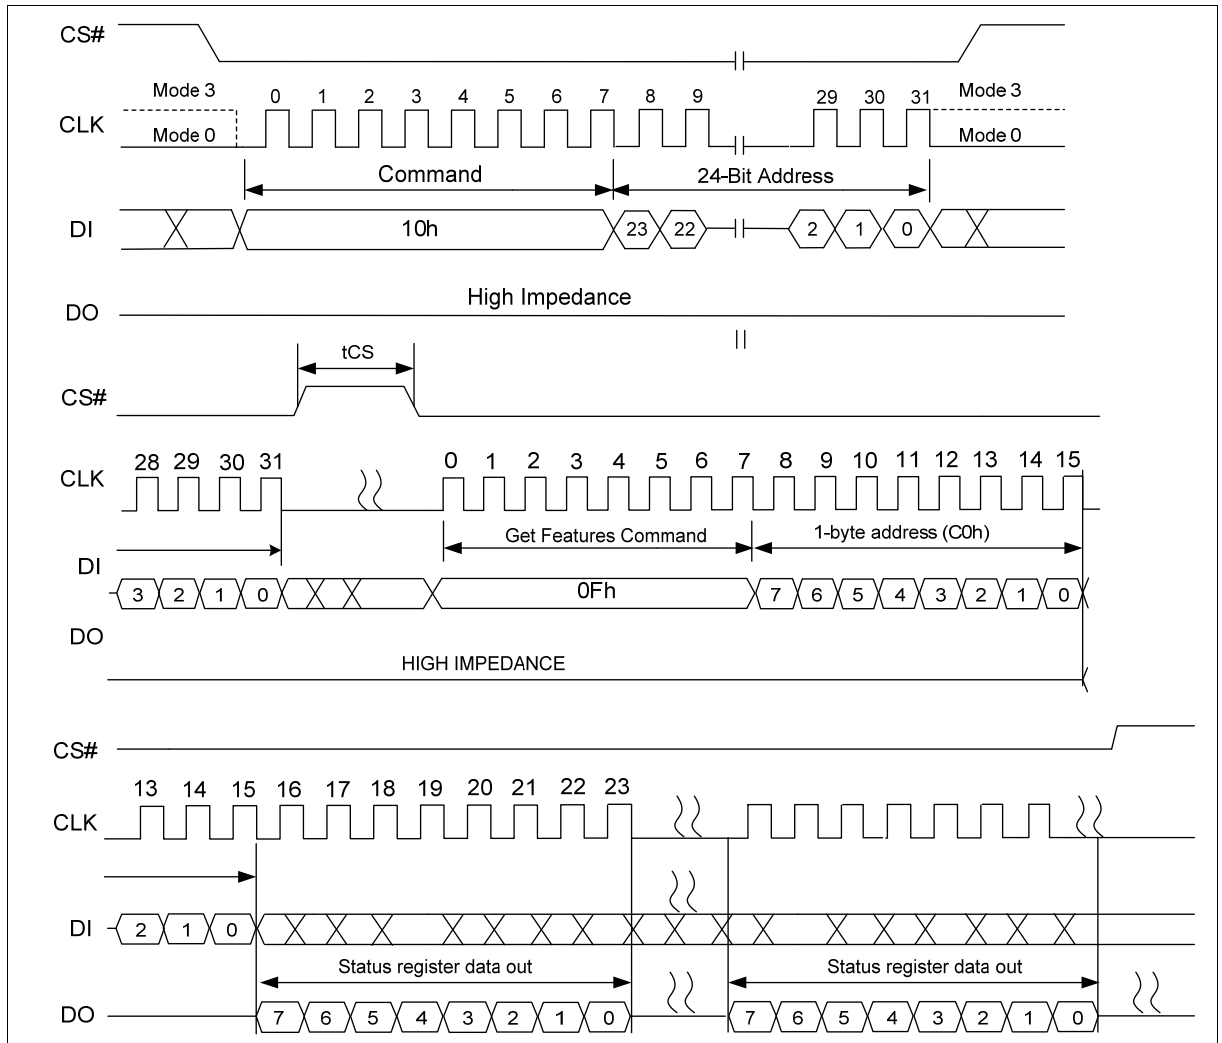 CS#
Mode 3 0 1 2 3 4 5 6 7 8 9 29 30 31 Mode 3
CLK
Mode 0 Mode 0
Command 24-Bit Address
DI 10h 23 22 2 1 0
High Impedance
DO
tCS
CS#
28 29 30 31 0 1 2 3 4 5 6 7 8 9 10 11 12 13 14 15
CLK
Get Features Command 1-byte address (C0h)
DI
3 2 1 0 0Fh 7 6 5 4 3 2 1 0
DO
HIGH IMPEDANCE
CS#
13 14 15 16 17 18 19 20 21 22 23
CLK
DI 2 1 0
Status register data out Status register data out
DO 7 6 5 4 3 2 1 0 7 6 5 4 3 2 1 0